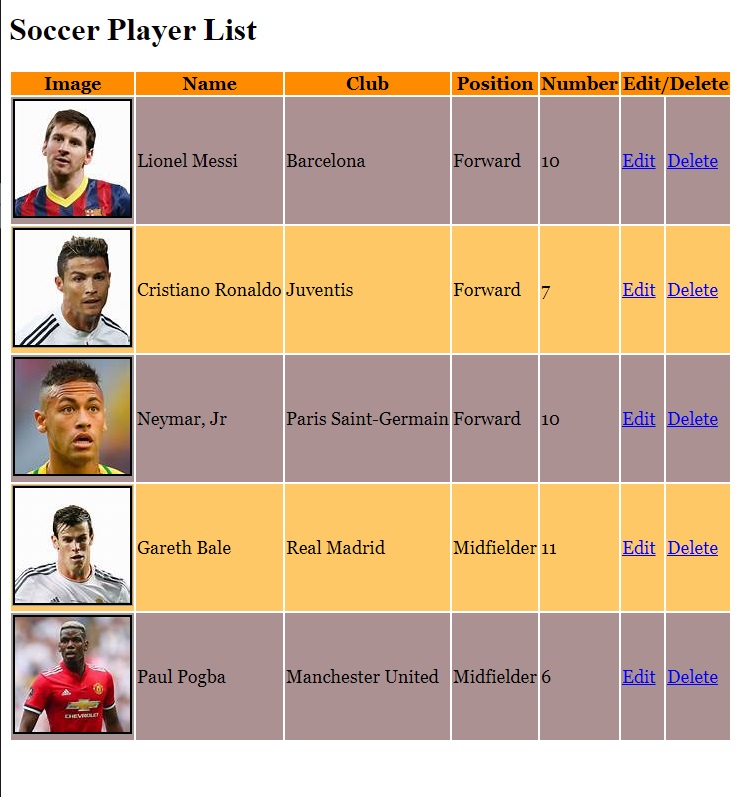 Soccer Player List
Image Name Club Position Number Edit/Delete
Lionel Messi Barcelona Forward 10 Edit Delete
Cristiano Ronaldo Juventis Forward 7 Edit Delete
Neymar, Jr Paris Saint-Germain Forward 10 Edit Delete
Gareth Bale Real Madrid Midfielder 11 Edit Delete
CHEVROLET
Paul Pogba Manchester United Midfielder 6 Edit Delete